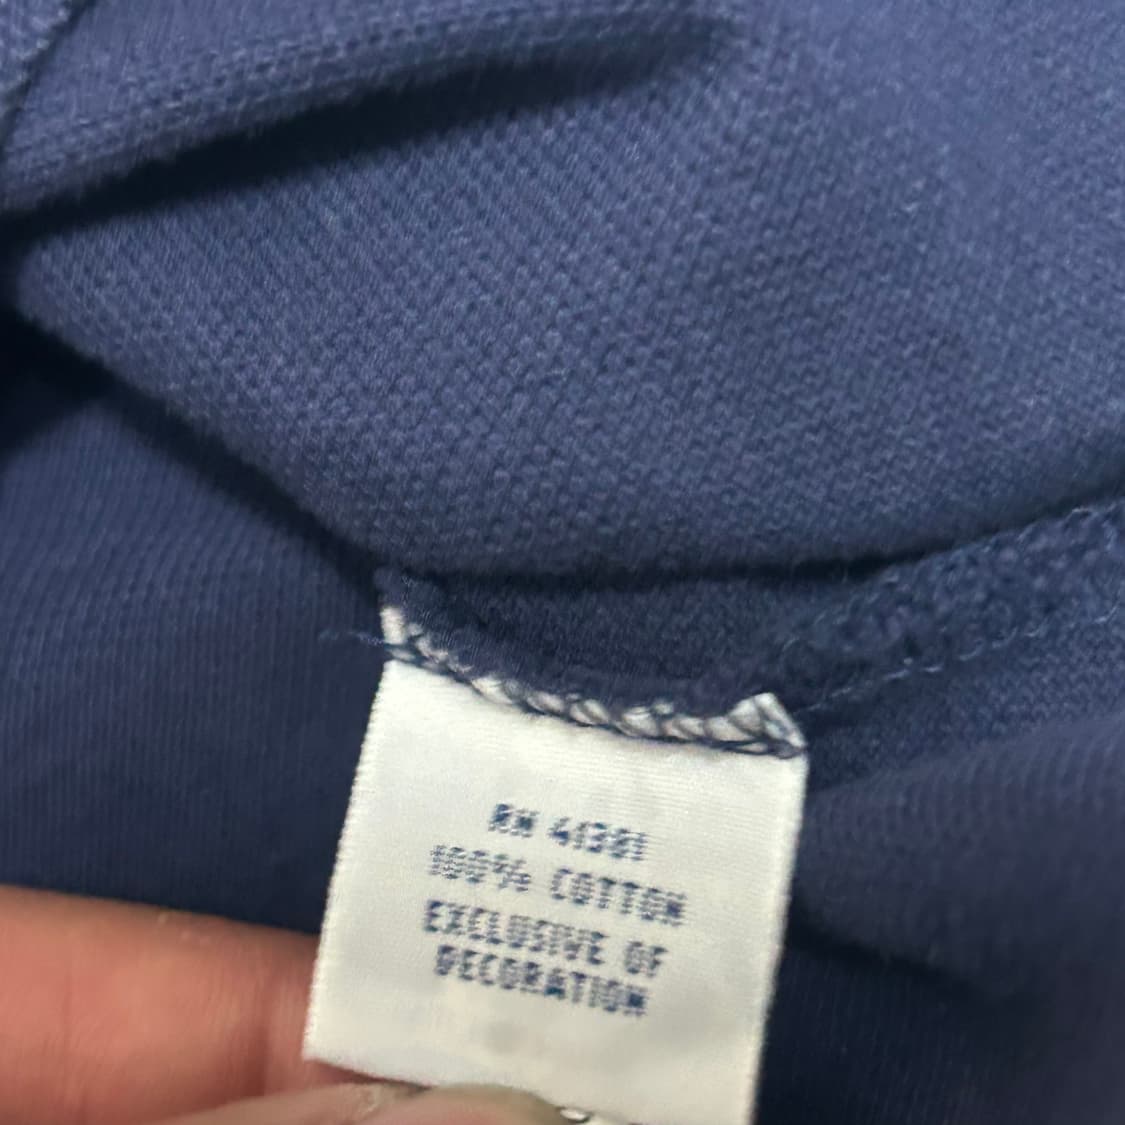 RN 41381
100% COTTON
EXCLUSIVE OF
DECORATION